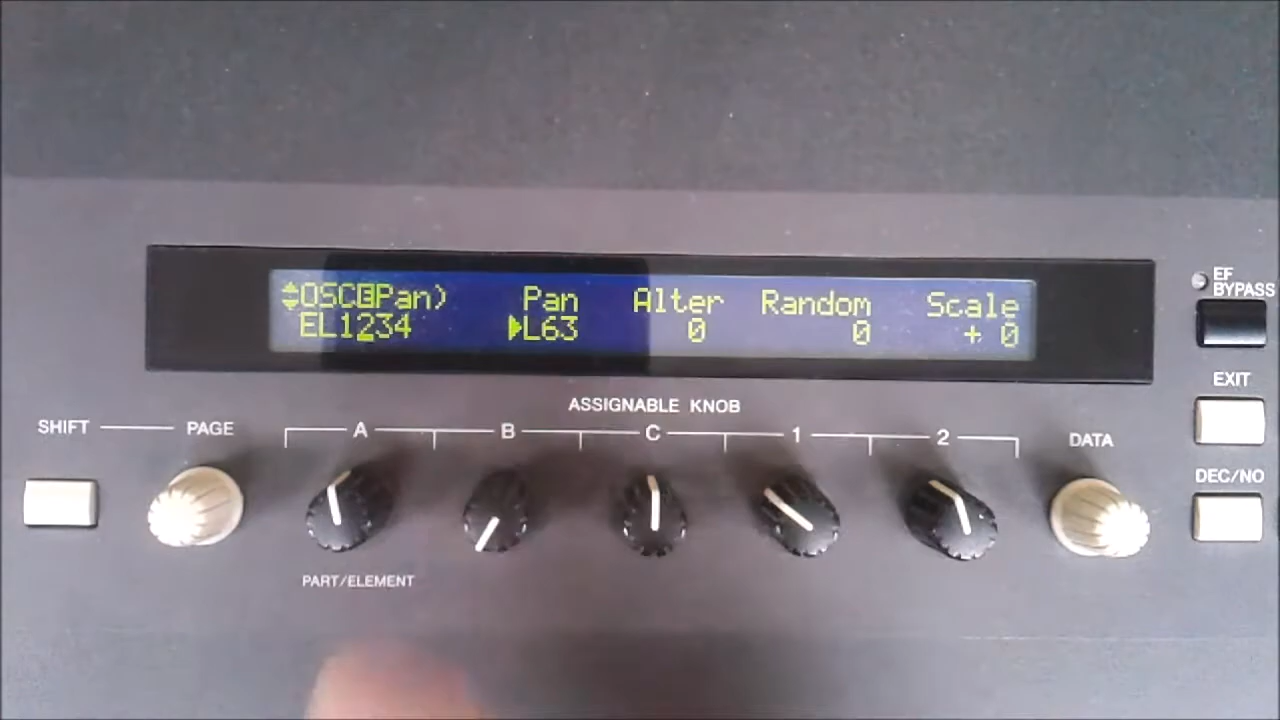 OSC Pan) Pan Alter Random Scale
EL1234 L63 0 0 + 0
EF
BYPASS
EXIT
ASSIGNABLE KNOB
SHIFT PAGE A B C 1 2 DATA
DEC/NO
PART/ELEMENT